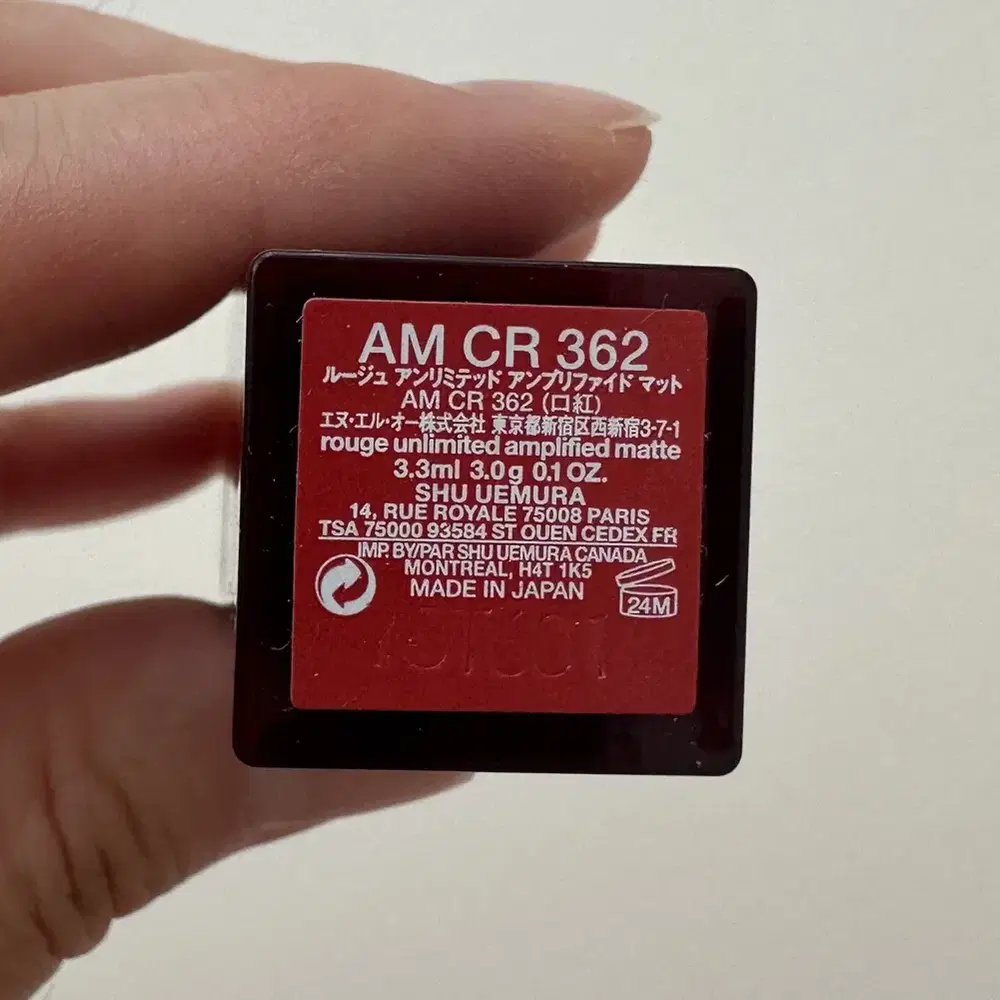 AM CR 362
ルージュ アンリミテッド アンプリファイド マット
AM CR 362 (口紅)
エヌ・エル・オー株式会社 東京都新宿区西新宿3-7-1
rouge unlimited amplified matte
3.3ml 3.0g 0.1 OZ.
SHU UEMURA
14, RUE ROYALE 75008 PARIS
TSA 75000 93584 ST OUEN CEDEX FR
IMP. BY/PAR SHU UEMURA CANADA
MONTREAL, H4T 1K5
MADE IN JAPAN
24M